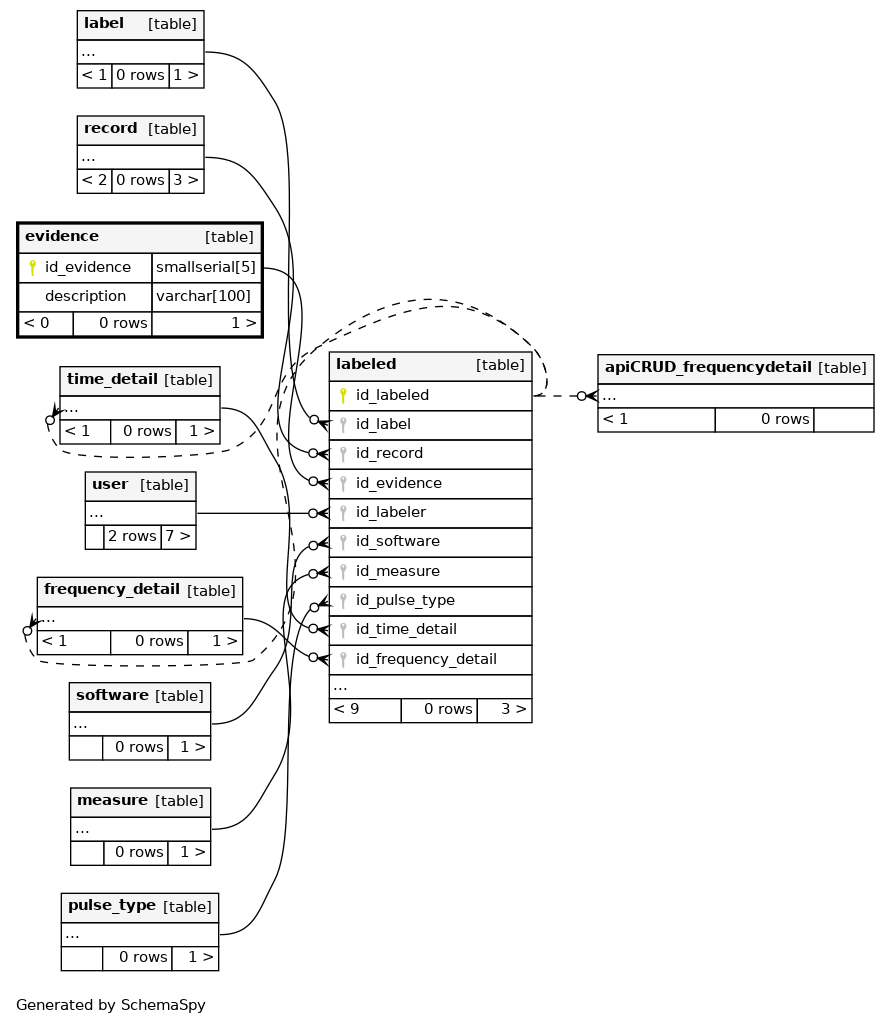 label [table]
...
< 1 0 rows 1 >
record [table]
...
< 2 0 rows 3 >
evidence [table]
id_evidence smallserial[5]
description varchar[100]
< 0 0 rows 1 >
time_detail [table]
...
< 1 0 rows 1 >
user [table]
...
2 rows 7 >
frequency_detail [table]
...
< 1 0 rows 1 >
software [table]
...
0 rows 1 >
measure [table]
...
0 rows 1 >
pulse_type [table]
...
0 rows 1 >
labeled [table]
id_labeled
id_label
id_record
id_evidence
id_labeler
id_software
id_measure
id_pulse_type
id_time_detail
id_frequency_detail
...
< 9 0 rows 3 >
apiCRUD_frequencydetail [table]
...
< 1 0 rows
Generated by SchemaSpy